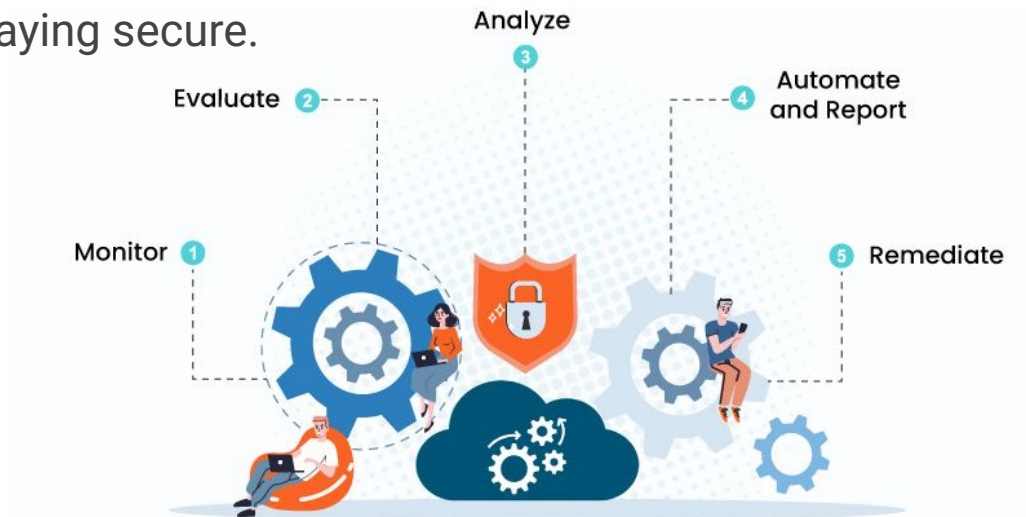 aying secure.
Analyze
3
Evaluate 2
4 Automate
and Report
Monitor 1
5 Remediate